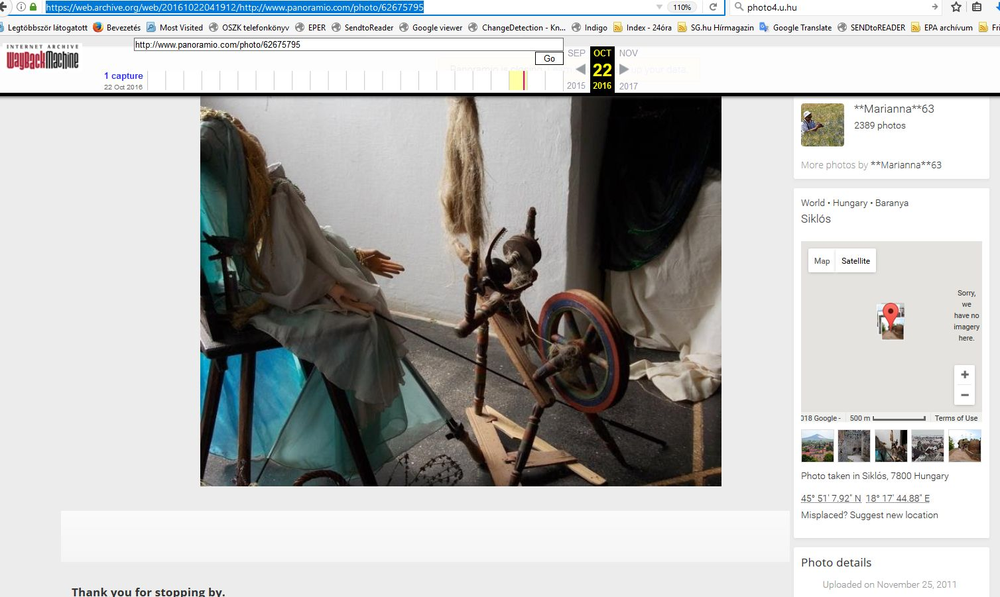 https://web.archive.org/web/20161022041912/http://www.panoramio.com/photo/62675795
110%
photo4.u.hu
Legtöbbször látogatott
Bevezetés
Most Visited
OSZK telefonkönyv
EPER
SendtoReader
Google viewer
ChangeDetection - Kn...
Indigo
Index - 24óra
SG.hu Hírmagazin
Google Translate
SENDtoREADER
EPA archívum
Fri
INTERNET ARCHIVE
WayBackMachine
http://www.panoramio.com/photo/62675795
Go
SEP
OCT
NOV
Panoramio is closing. Learn
up your data.
22
1 capture
22 Oct 2016
2015
2016
2017
**Marianna**63
2389 photos
More photos by **Marianna**63
World • Hungary • Baranya
Siklós
Map
Satellite
Sorry,
we
have no
imagery
here.
+
−
018 Google -
500 m
Terms of Use
Photo taken in Siklós, 7800 Hungary
45° 51' 7.92" N 18° 17' 44.88" E
Misplaced? Suggest new location
Photo details
Uploaded on November 25, 2011
Thank you for stopping by.